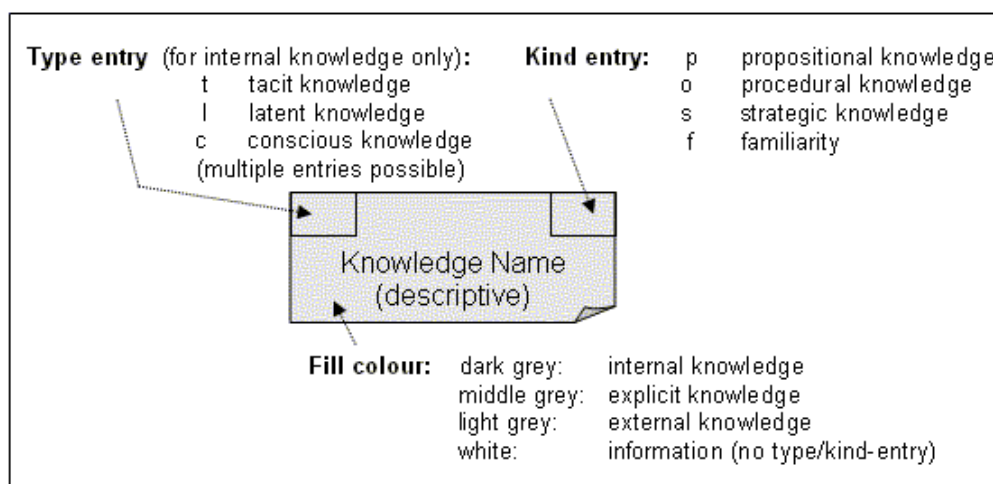 Type entry (for internal knowledge only):
t tacit knowledge
l latent knowledge
c conscious knowledge
(multiple entries possible)
Kind entry: p propositional knowledge
o procedural knowledge
s strategic knowledge
f familiarity
Knowledge Name
(descriptive)
Fill colour: dark grey: internal knowledge
middle grey: explicit knowledge
light grey: external knowledge
white: information (no type/kind-entry)